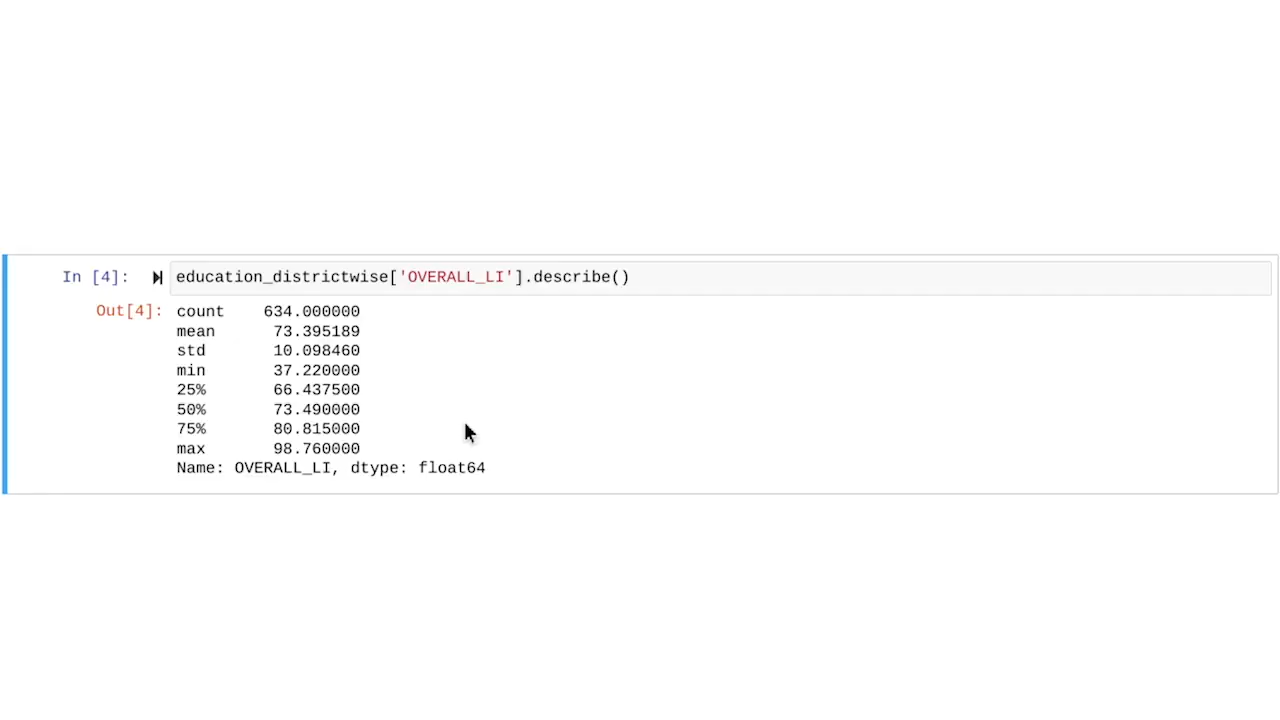 In [4]: education_districtwise['OVERALL_LI'].describe()
Out[4]: count 634.000000
mean 73.395189
std 10.098460
min 37.220000
25% 66.437500
50% 73.490000
75% 80.815000
max 98.760000
Name: OVERALL_LI, dtype: float64